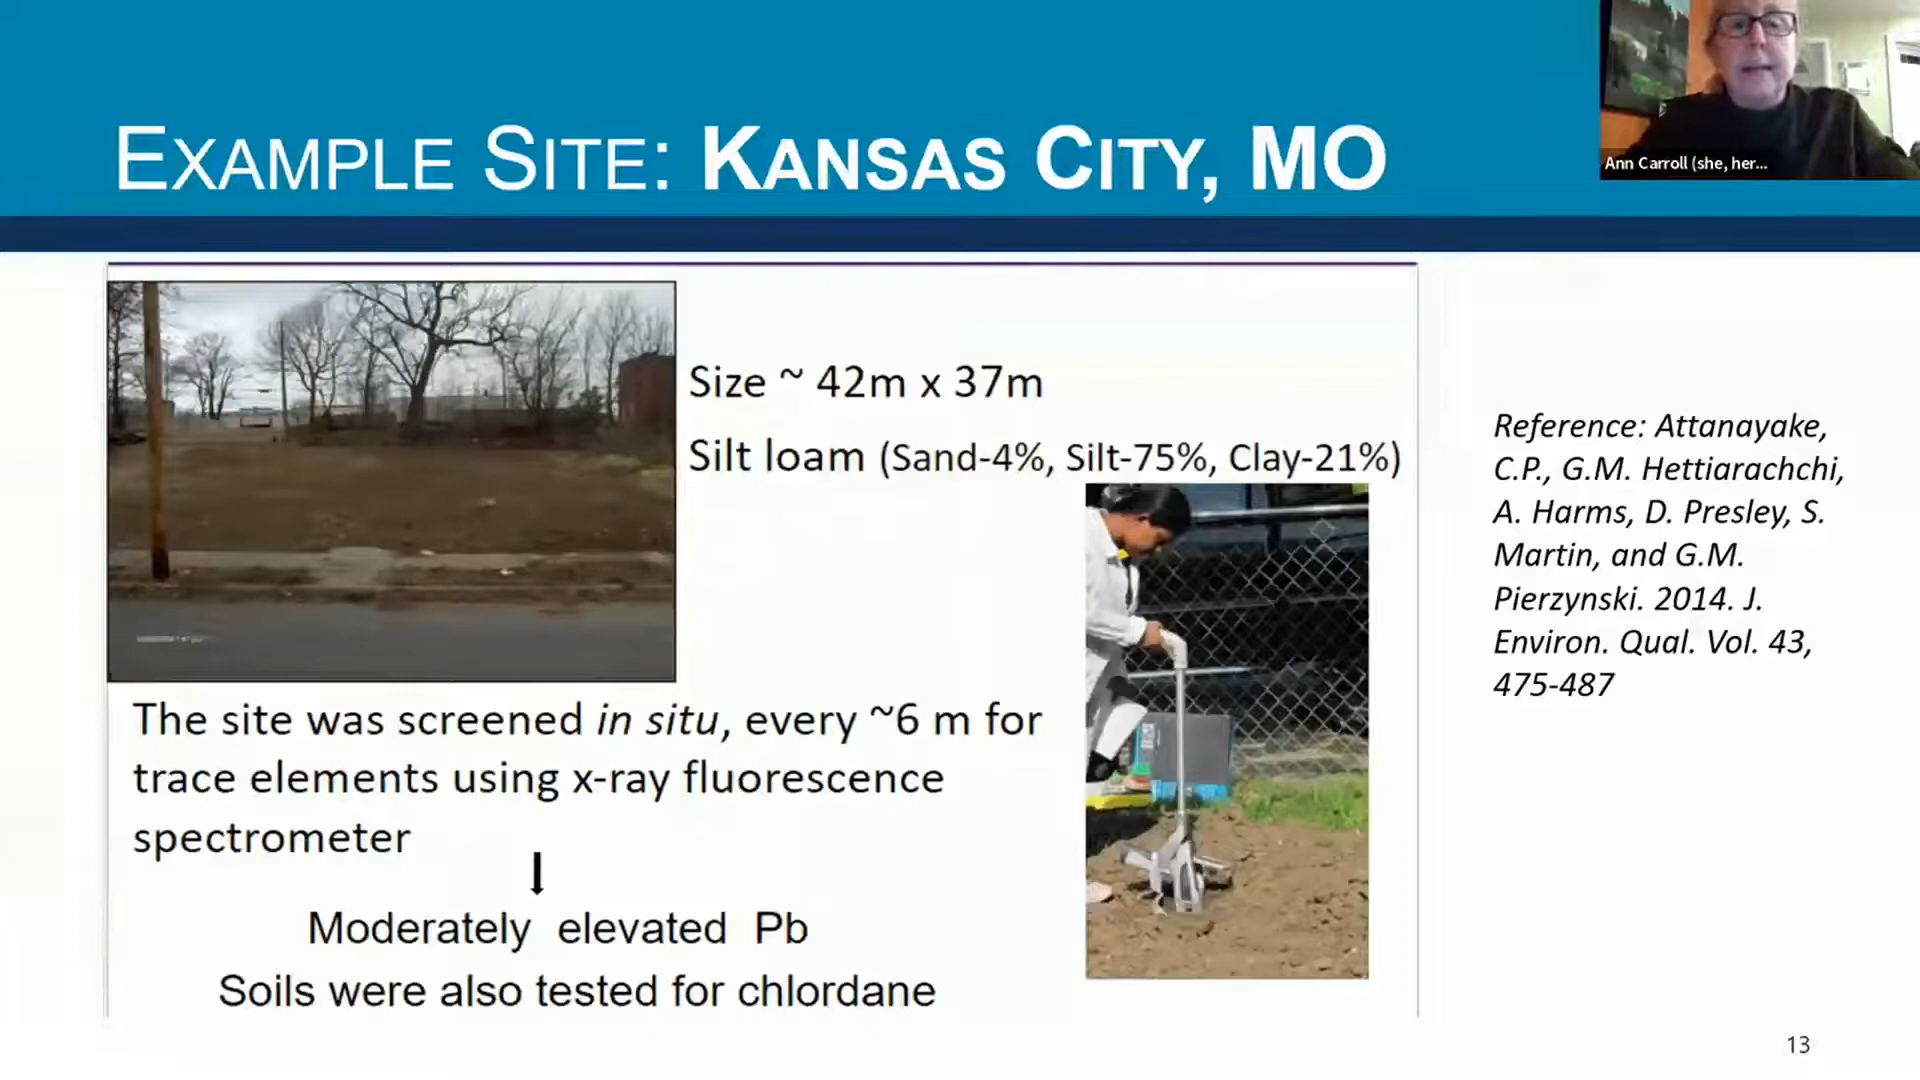 EXAMPLE SITE: KANSAS CITY, MO
Ann Carroll (she, her...
Size ~ 42m x 37m
Silt loam (Sand-4%, Silt-75%, Clay-21%)
Reference: Attanayake,
C.P., G.M. Hettiarachchi,
A. Harms, D. Presley, S.
Martin, and G.M.
Pierzynski. 2014. J.
Environ. Qual. Vol. 43,
475-487
The site was screened in situ, every ~6 m for
trace elements using x-ray fluorescence
spectrometer
Moderately elevated Pb
Soils were also tested for chlordane
13